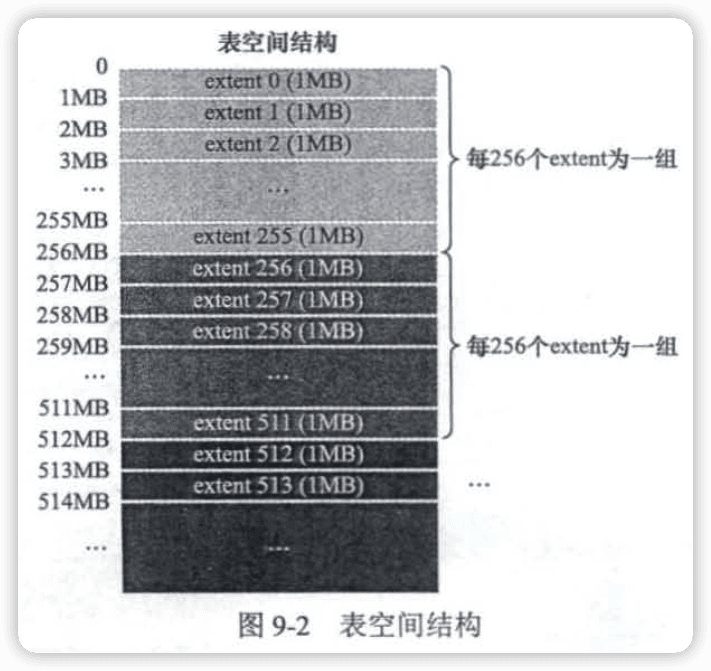 表空间结构
0
extent 0 (1MB)
1MB
extent 1 (1MB)
2MB
extent 2 (1MB)
3MB
每256个extent为一组
...
...
255MB
extent 255 (1MB)
256MB
extent 256 (1MB)
257MB
extent 257 (1MB)
258MB
extent 258 (1MB)
259MB
每256个extent为一组
...
...
511MB
extent 511 (1MB)
512MB
extent 512 (1MB)
513MB
extent 513 (1MB)
...
514MB
...
...
图 9-2 表空间结构